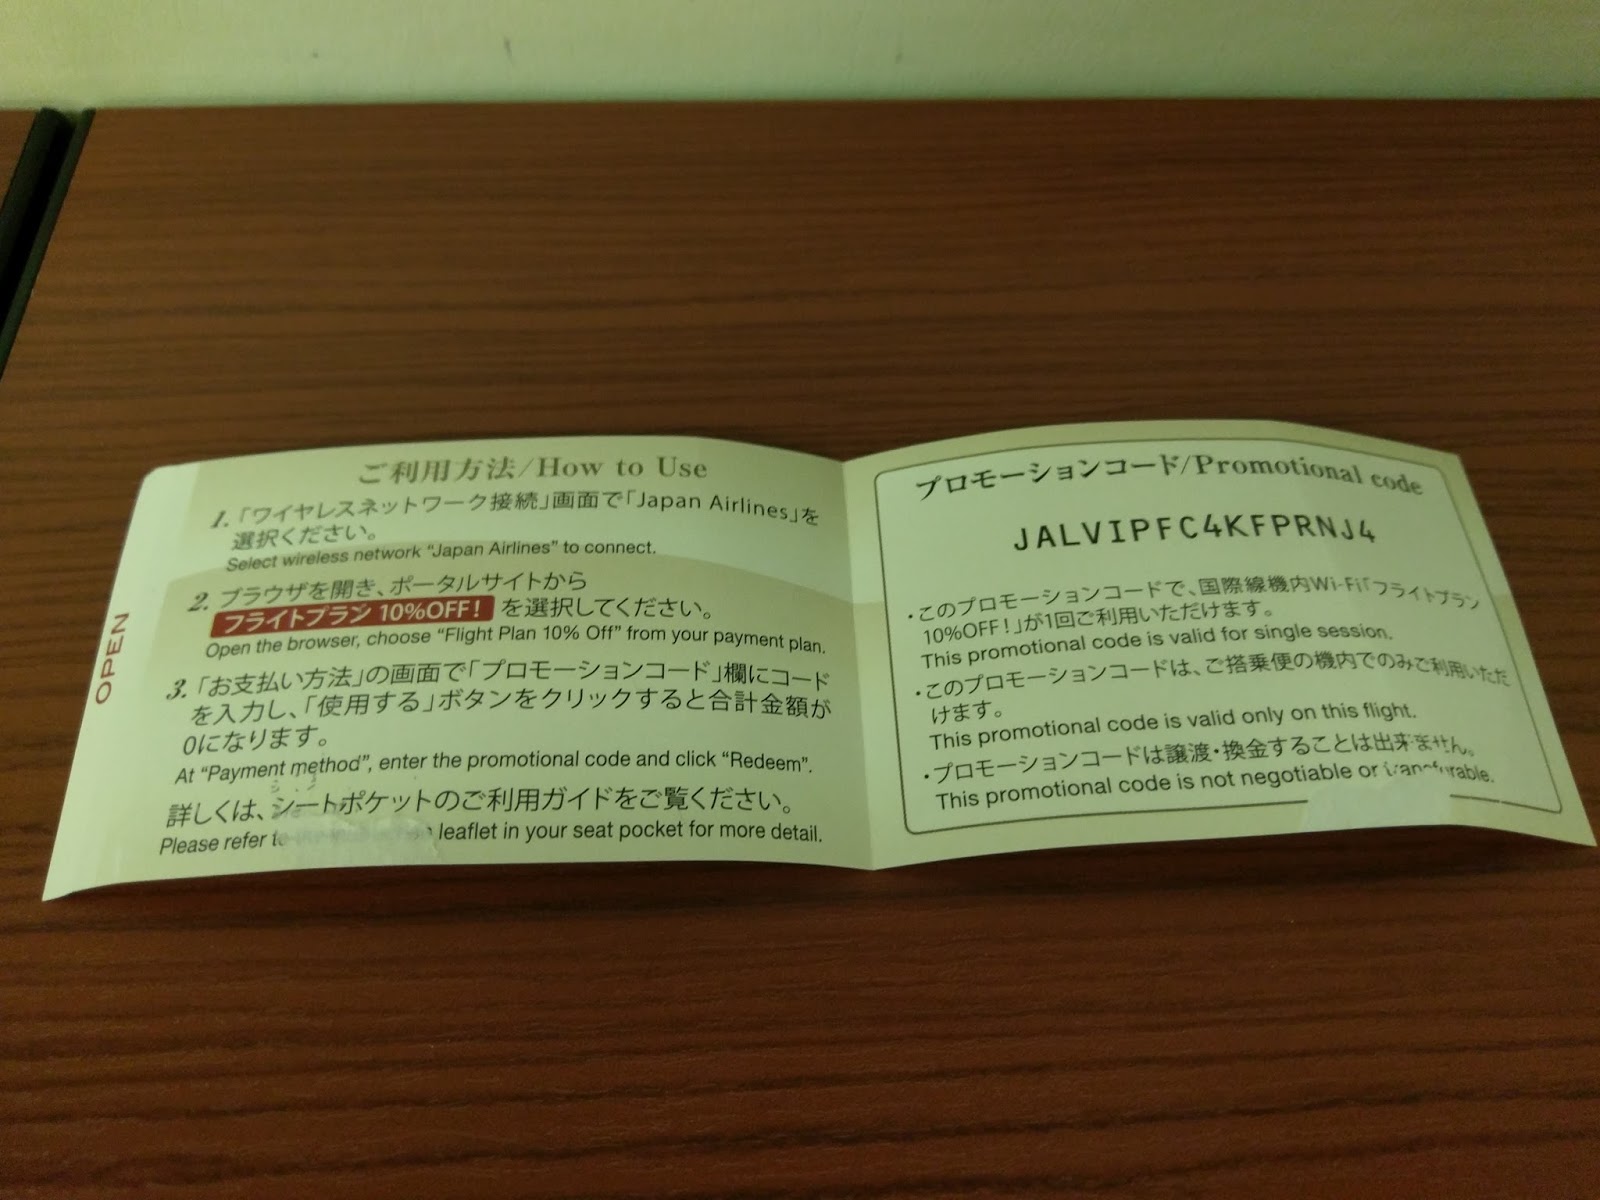 OPEN
ご利用方法/How to Use
1. 「ワイヤレスネットワーク接続」画面で「Japan Airlines」を
選択ください。
Select wireless network “Japan Airlines” to connect.
2. ブラウザを開き、ポータルサイトから
フライトプラン 10%OFF! を選択してください。
Open the browser, choose “Flight Plan 10% Off” from your payment plan.
3. 「お支払い方法」の画面で「プロモーションコード」欄にコード
を入力し、「使用する」ボタンをクリックすると合計金額が
0になります。
At “Payment method”, enter the promotional code and click “Redeem”.
詳しくは、シートポケットのご利用ガイドをご覧ください。
Please refer to leaflet in your seat pocket for more detail.
プロモーションコード/Promotional code
JALVIPFC4KFPRNJ4
・このプロモーションコードで、国際線機内Wi-Fi「フライトプラン
10%OFF!」が1回ご利用いただけます。
This promotional code is valid for single session.
・このプロモーションコードは、ご搭乗便の機内でのみご利用いただ
けます。
This promotional code is valid only on this flight.
・プロモーションコードは譲渡・換金することは出来ません。
This promotional code is not negotiable or transferable.